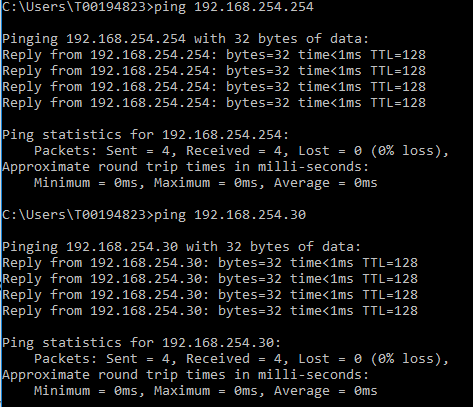 C:\Users\T00194823>ping 192.168.254.254
Pinging 192.168.254.254 with 32 bytes of data:
Reply from 192.168.254.254: bytes=32 time<1ms TTL=128
Reply from 192.168.254.254: bytes=32 time<1ms TTL=128
Reply from 192.168.254.254: bytes=32 time<1ms TTL=128
Reply from 192.168.254.254: bytes=32 time<1ms TTL=128
Ping statistics for 192.168.254.254:
    Packets: Sent = 4, Received = 4, Lost = 0 (0% loss),
Approximate round trip times in milli-seconds:
    Minimum = 0ms, Maximum = 0ms, Average = 0ms
C:\Users\T00194823>ping 192.168.254.30
Pinging 192.168.254.30 with 32 bytes of data:
Reply from 192.168.254.30: bytes=32 time<1ms TTL=128
Reply from 192.168.254.30: bytes=32 time<1ms TTL=128
Reply from 192.168.254.30: bytes=32 time<1ms TTL=128
Reply from 192.168.254.30: bytes=32 time<1ms TTL=128
Ping statistics for 192.168.254.30:
    Packets: Sent = 4, Received = 4, Lost = 0 (0% loss),
Approximate round trip times in milli-seconds:
    Minimum = 0ms, Maximum = 0ms, Average = 0ms